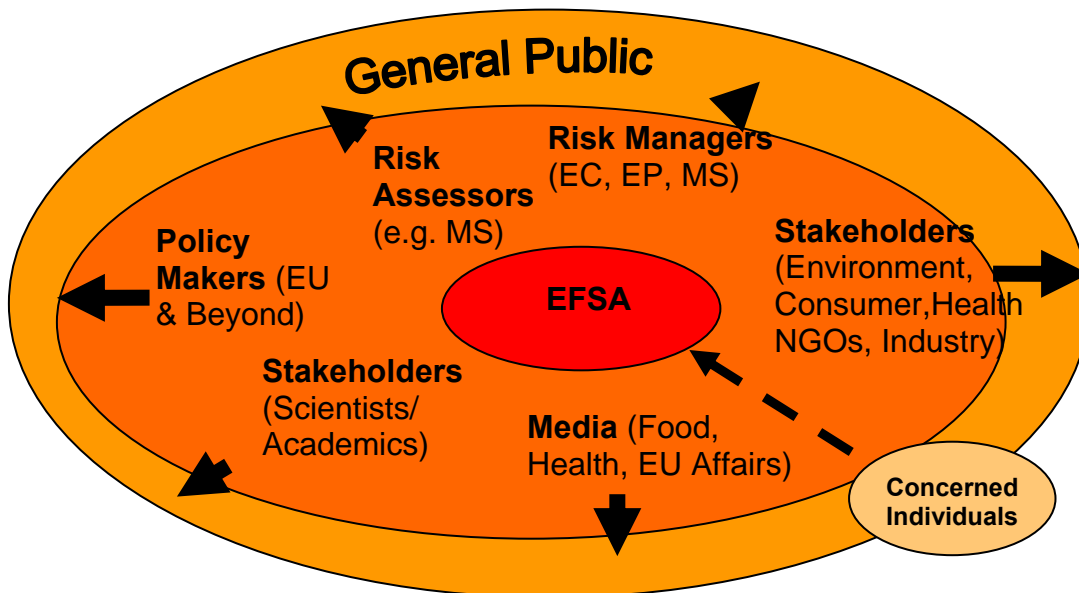 General Public
Risk
Assessors
(e.g. MS)
Risk Managers
(EC, EP, MS)
Policy
Makers (EU
& Beyond)
EFSA
Stakeholders
(Environment,
Consumer,Health
NGOs, Industry)
Stakeholders
(Scientists/
Academics)
Media (Food,
Health, EU Affairs)
Concerned
Individuals